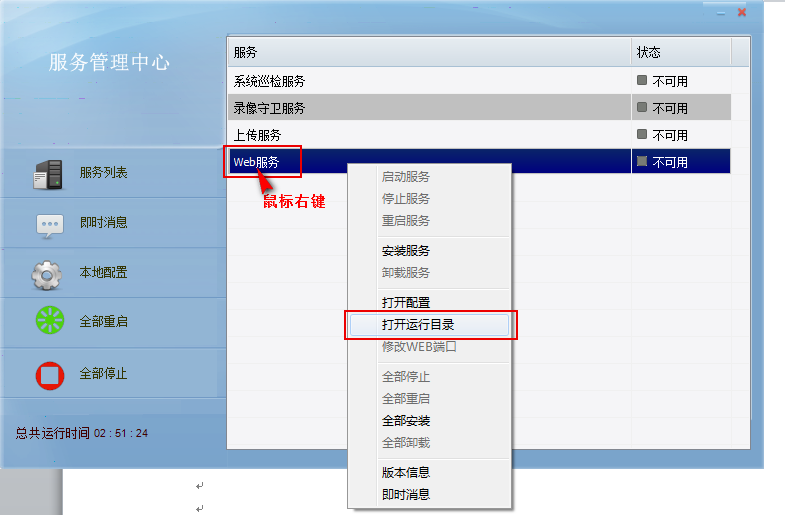 服务管理中心
服务列表
即时消息
本地配置
全部重启
全部停止
总共运行时间 02 : 51 : 24
服务 状态
系统巡检服务 不可用
录像守卫服务 不可用
上传服务 不可用
Web服务 不可用
鼠标右键
启动服务
停止服务
重启服务
安装服务
卸载服务
打开配置
打开运行目录
修改WEB端口
全部停止
全部重启
全部安装
全部卸载
版本信息
即时消息